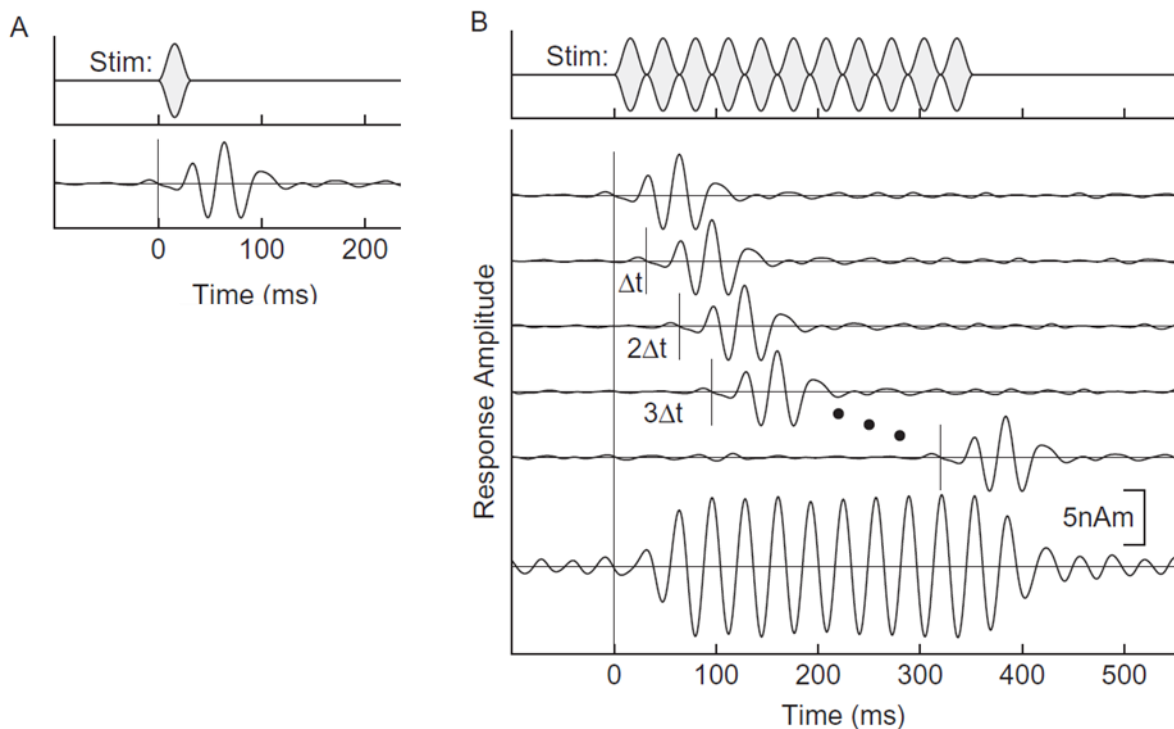 A
Stim:
0 100 200
Time (ms)
B
Stim:
Response Amplitude
Δt
2Δt
3Δt
5nAm
0 100 200 300 400 500
Time (ms)